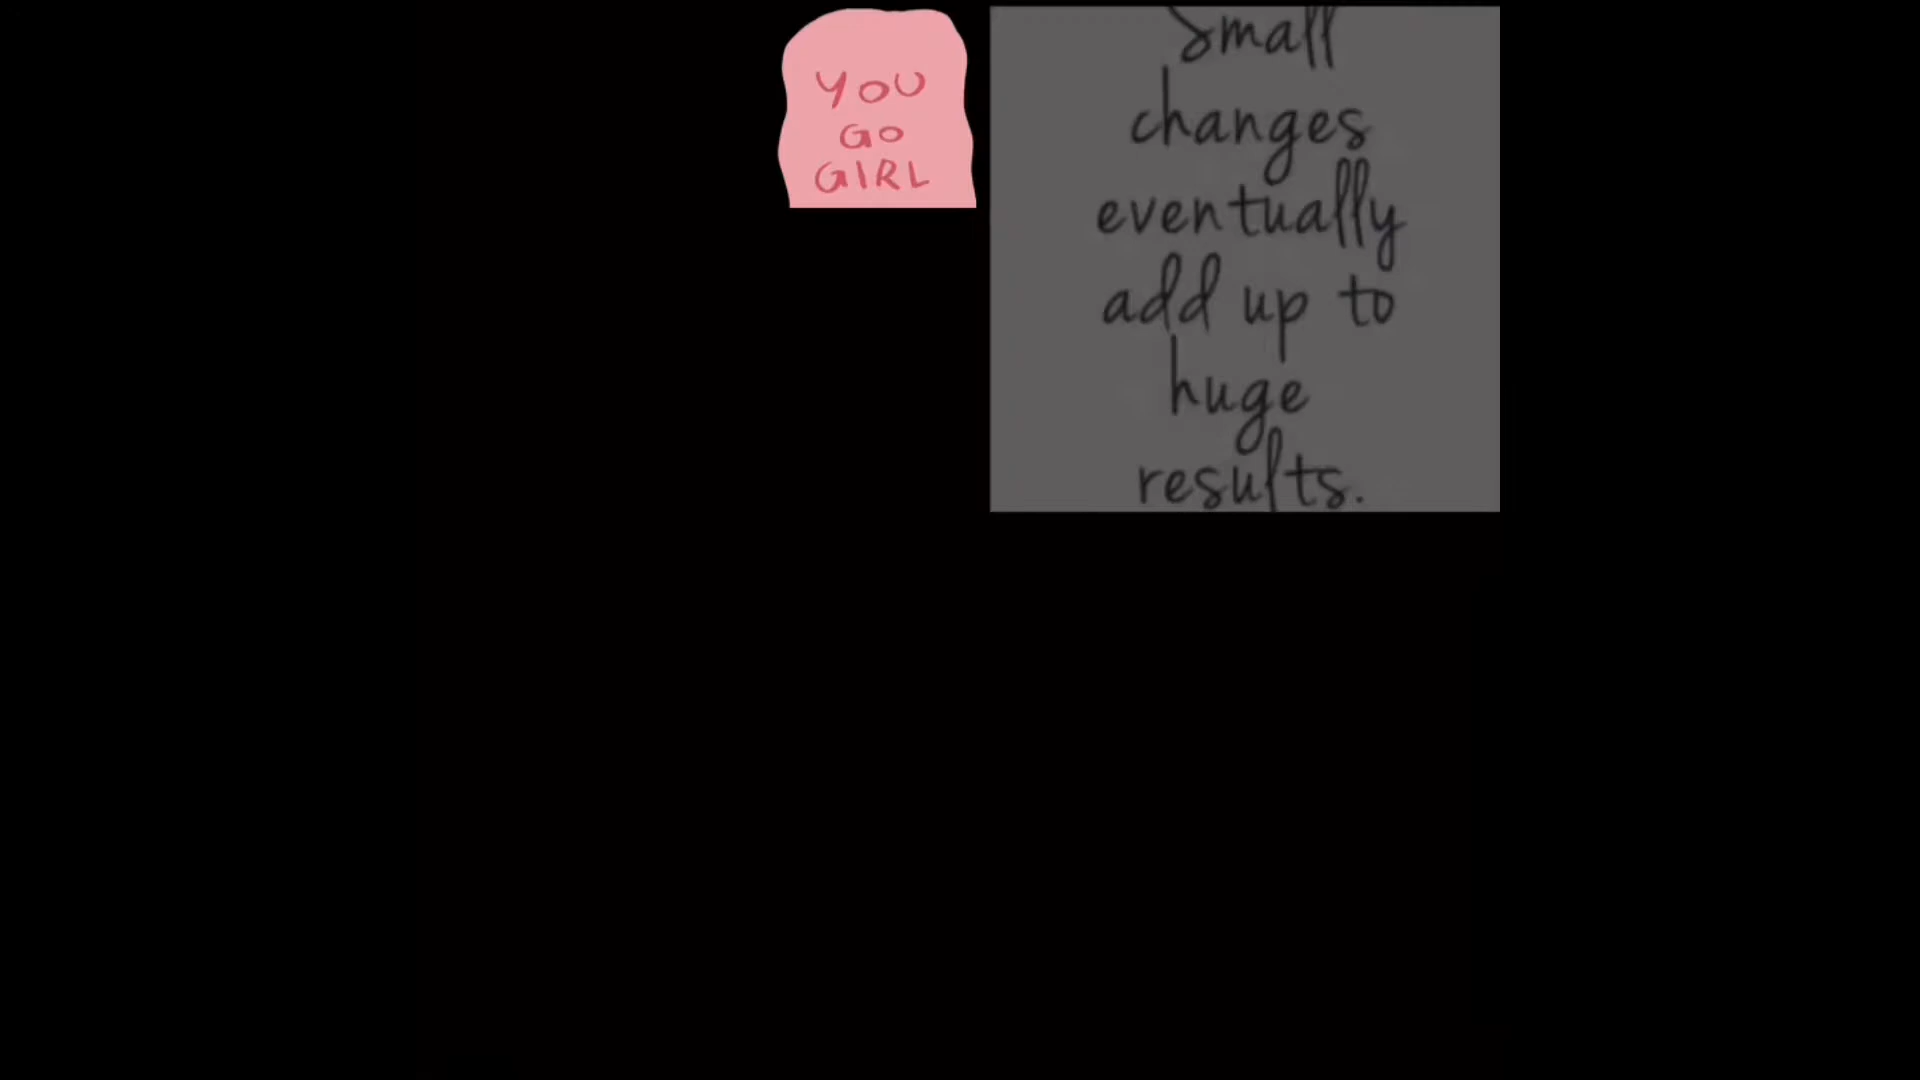 YOU
GO
GIRL
Small
changes
eventually
add up to
huge
results.